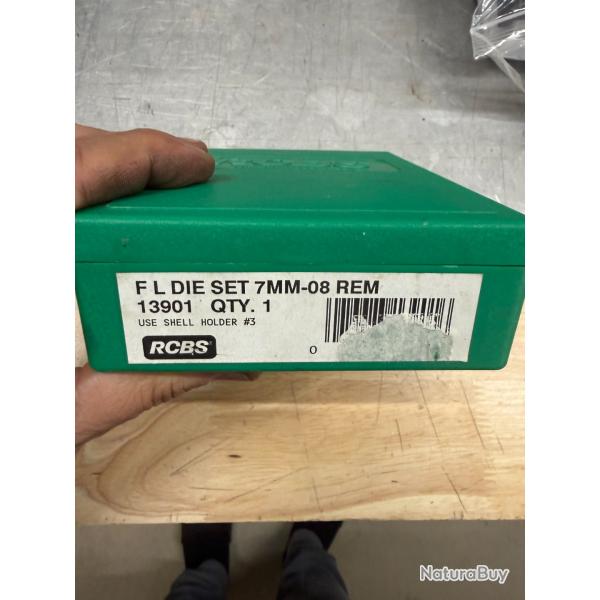 F L DIE SET 7MM-08 REM
13901 QTY. 1
USE SHELL HOLDER #3
RCBS
0
NaturaBuy